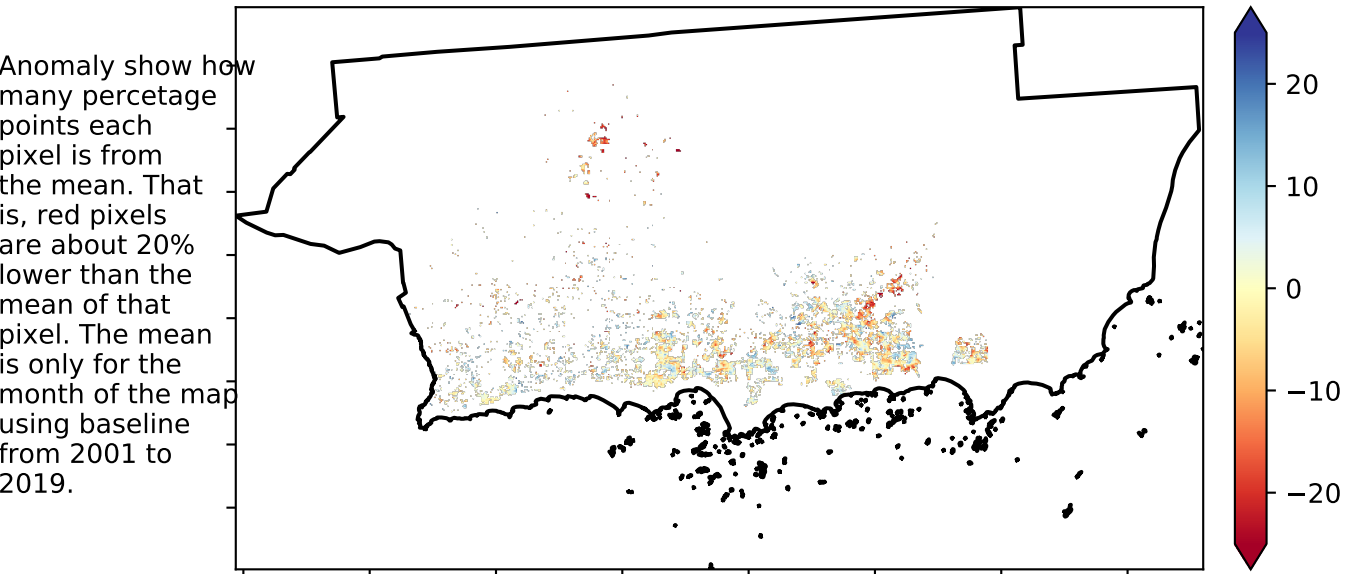 Anomaly show how
many percetage
points each
pixel is from
the mean. That
is, red pixels
are about 20%
lower than the
mean of that
pixel. The mean
is only for the
month of the map
using baseline
from 2001 to
2019.
20
10
0
−10
−20